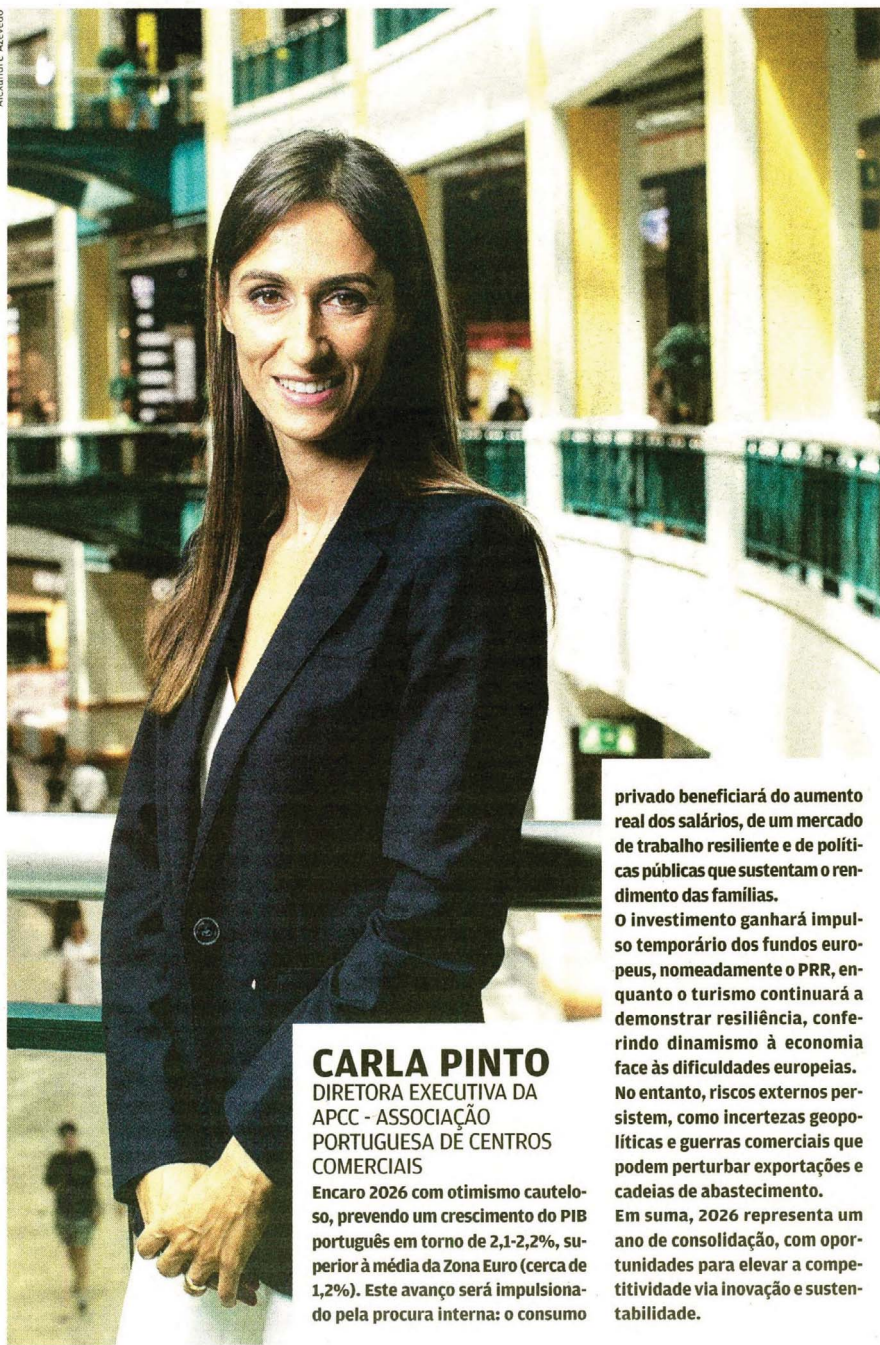 Alexandre Azevedo
CARLA PINTO
DIRETORA EXECUTIVA DA
APCC - ASSOCIAÇÃO
PORTUGUESA DE CENTROS
COMERCIAIS
Encaro 2026 com otimismo cautelo-
so, prevendo um crescimento do PIB
português em torno de 2,1-2,2%, su-
perior à média da Zona Euro (cerca de
1,2%). Este avanço será impulsiona-
do pela procura interna: o consumo
privado beneficiará do aumento
real dos salários, de um mercado
de trabalho resiliente e de políti-
cas públicas que sustentam o ren-
dimento das famílias.
O investimento ganhará impul-
so temporário dos fundos euro-
peus, nomeadamente o PRR, en-
quanto o turismo continuará a
demonstrar resiliência, confe-
rindo dinamismo à economia
face às dificuldades europeias.
No entanto, riscos externos per-
sistem, como incertezas geopo-
líticas e guerras comerciais que
podem perturbar exportações e
cadeias de abastecimento.
Em suma, 2026 representa um
ano de consolidação, com opor-
tunidades para elevar a compe-
titividade via inovação e susten-
tabilidade.